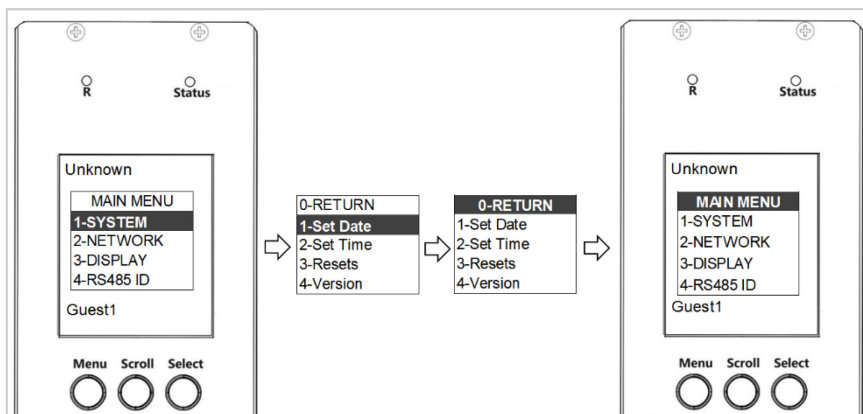 R
Status
Unknown
MAIN MENU
1-SYSTEM
2-NETWORK
3-DISPLAY
4-RS485 ID
Guest1
Menu Scroll Select
0-RETURN
1-Set Date
2-Set Time
3-Resets
4-Version
0-RETURN
1-Set Date
2-Set Time
3-Resets
4-Version
R
Status
Unknown
MAIN MENU
1-SYSTEM
2-NETWORK
3-DISPLAY
4-RS485 ID
Guest1
Menu Scroll Select